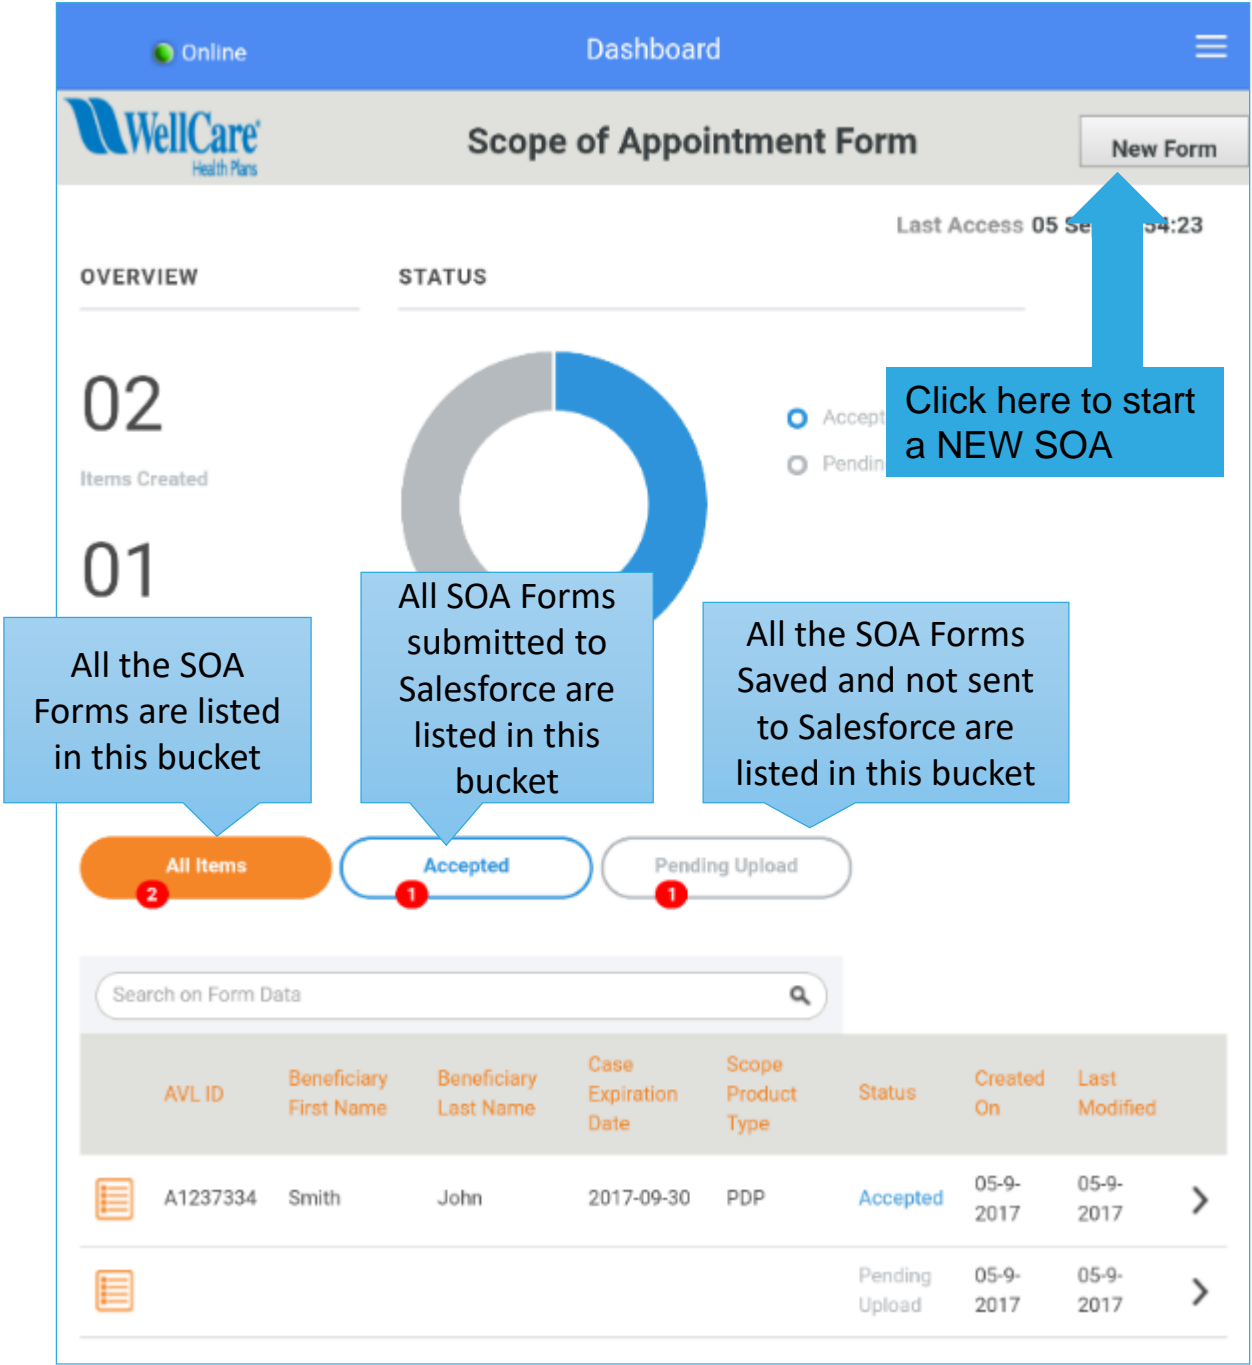 Online
Dashboard
WellCare
Health Plans
Scope of Appointment Form
New Form
Last Access 05
4:23
OVERVIEW
STATUS
02
Items Created
01
Click here to start
a NEW SOA
All the SOA
Forms are listed
in this bucket
All SOA Forms
submitted to
Salesforce are
listed in this
bucket
All the SOA Forms
Saved and not sent
to Salesforce are
listed in this bucket
All Items
2
Accepted
1
Pending Upload
1
Search on Form Data
AVL ID
Beneficiary
First Name
Beneficiary
Last Name
Case
Expiration
Date
Scope
Product
Type
Status
Created
On
Last
Modified
A1237334
Smith
John
2017-09-30
PDP
Accepted
05-9-
2017
05-9-
2017
Pending
Upload
05-9-
2017
05-9-
2017